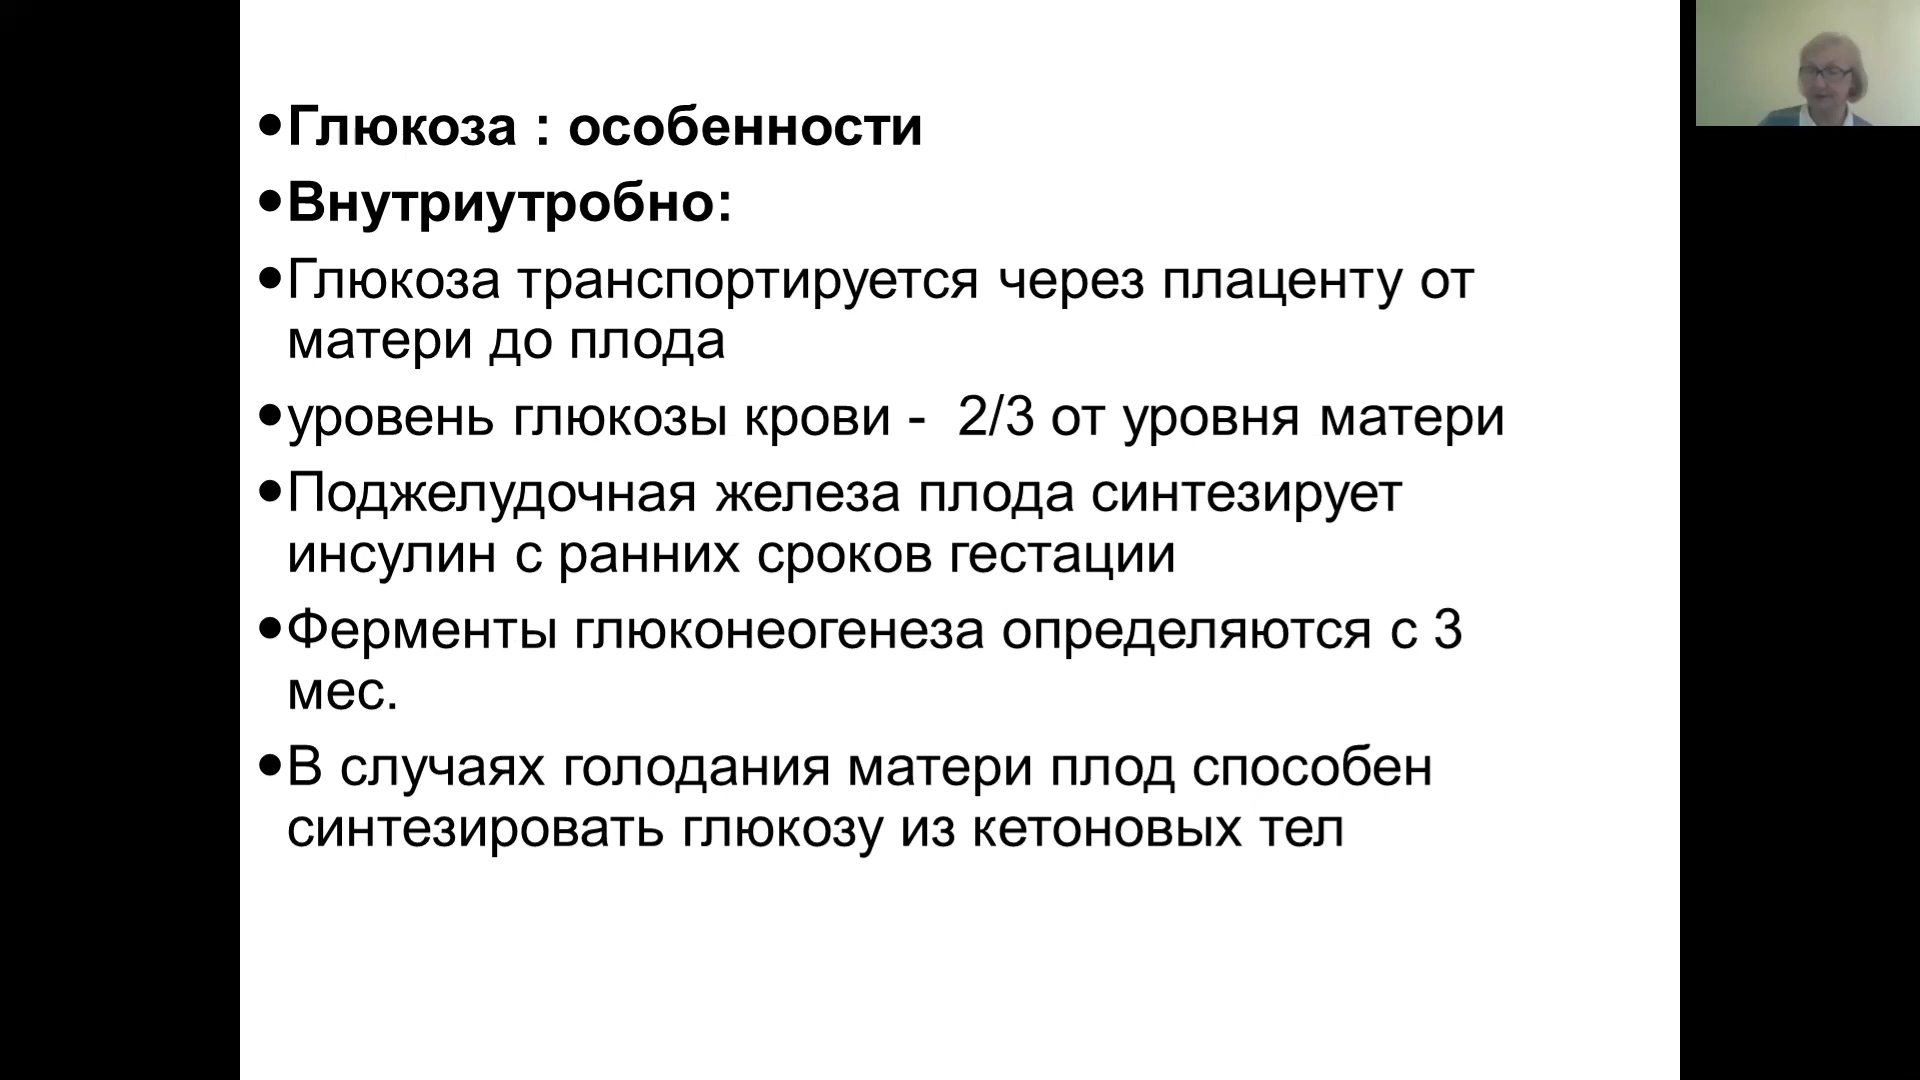 •Глюкоза : особенности
•Внутриутробно:
•Глюкоза транспортируется через плаценту от
матери до плода
•уровень глюкозы крови -  2/3 от уровня матери
•Поджелудочная железа плода синтезирует
инсулин с ранних сроков гестации
•Ферменты глюконеогенеза определяются с 3
мес.
•В случаях голодания матери плод способен
синтезировать глюкозу из кетоновых тел